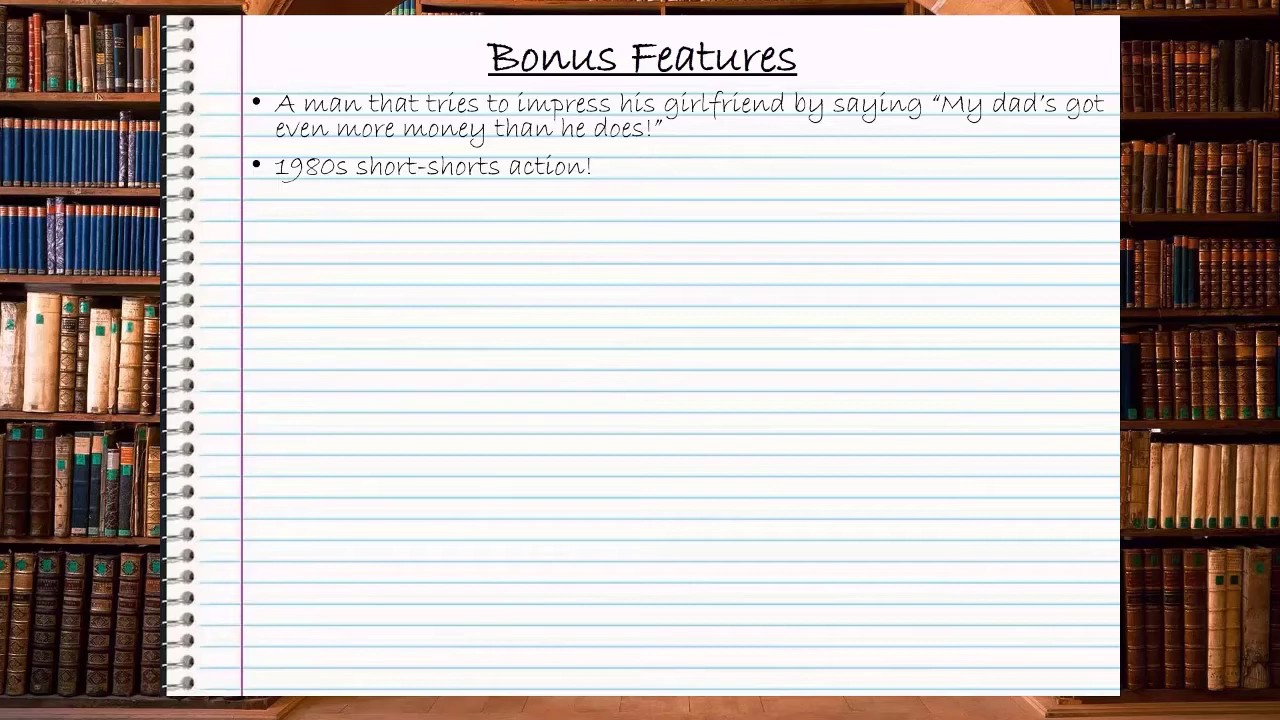 Bonus Features
• A man that tries impress his girlfriend by saying “My dad’s got
even more money than he does!”
• 1980s short-shorts action!